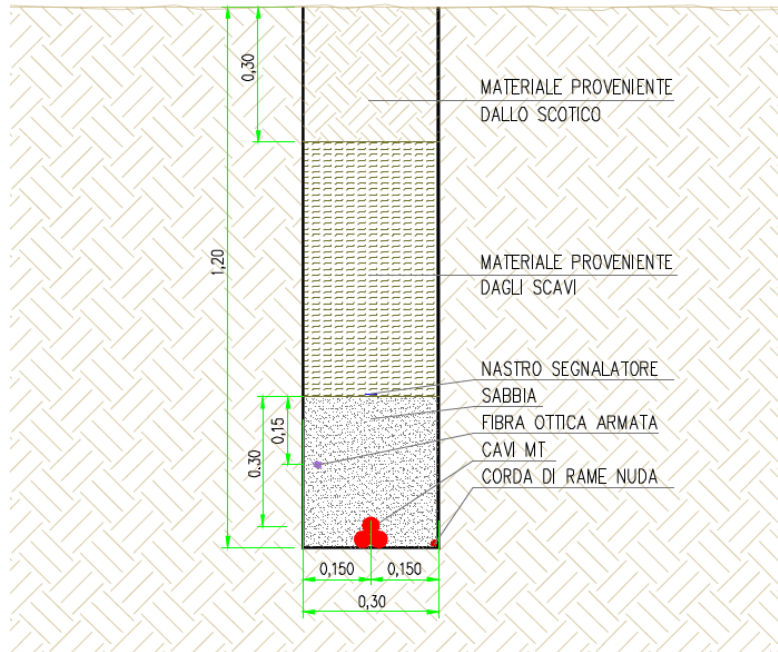 0,30
MATERIALE PROVENIENTE
DALLO SCOTICO
1,20
MATERIALE PROVENIENTE
DAGLI SCAVI
NASTRO SEGNALATORE
SABBIA
0,15
FIBRA OTTICA ARMATA
0.30
CAVI MT
CORDA DI RAME NUDA
0,150 0,150
0,30